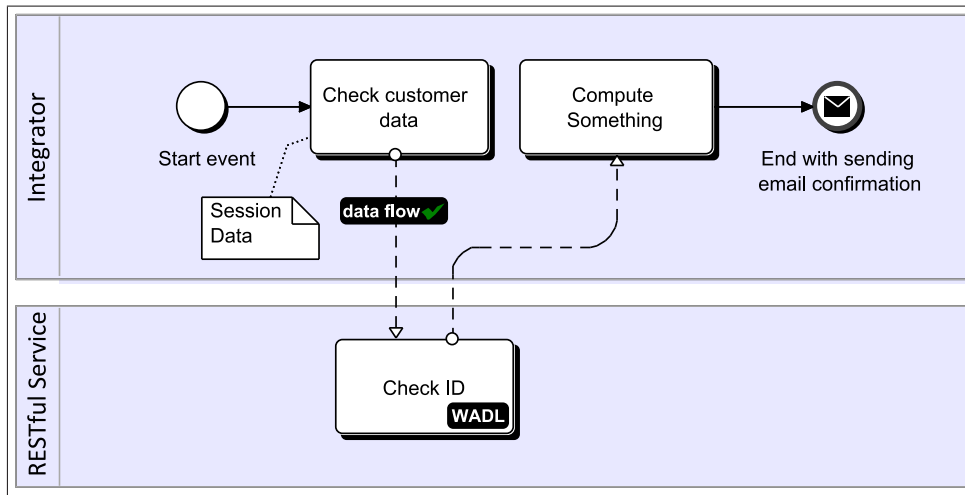 Integrator
Check customer
data
Compute
Something
Start event
End with sending
email confirmation
Session
Data
data flow
RESTful Service
Check ID
WADL